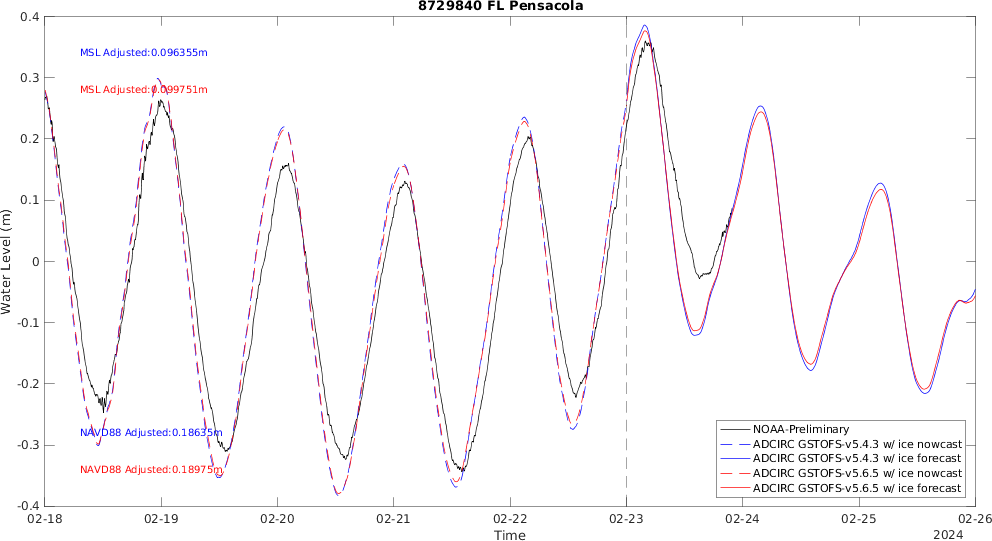 8729840 FL Pensacola
0.4
0.3
0.2
0.1
0
-0.1
-0.2
-0.3
-0.4
Water Level (m)
MSL Adjusted:0.096355m
MSL Adjusted:0.099751m
NAVD88 Adjusted:0.18635m
NAVD88 Adjusted:0.18975m
NOAA-Preliminary
ADCIRC GSTOFS-v5.4.3 w/ ice nowcast
ADCIRC GSTOFS-v5.4.3 w/ ice forecast
ADCIRC GSTOFS-v5.6.5 w/ ice nowcast
ADCIRC GSTOFS-v5.6.5 w/ ice forecast
02-18 02-19 02-20 02-21 02-22 02-23 02-24 02-25 02-26
Time
2024